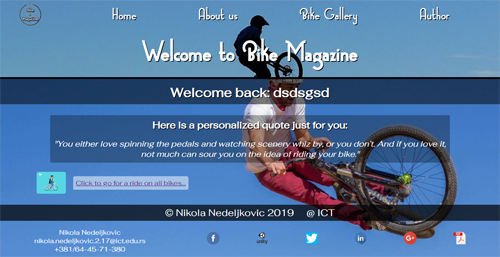 Home About us Bike Gallery Author
Welcome to Bike Magazine
Welcome back: dsdsgsd
Here is a personalized quote just for you:
"You either love spinning the pedals and watching scenery whiz by, or you don't. And if you love it,
not much can sour you on the idea of riding your bike."
Click to go for a ride on all bikes..
© Nikola Nedeljkovic 2019 @ ICT
Nikola Nedeljkovic
nikola.nedeljkovic.2.17@ict.edu.rs
+381/64-45-71-380
unity